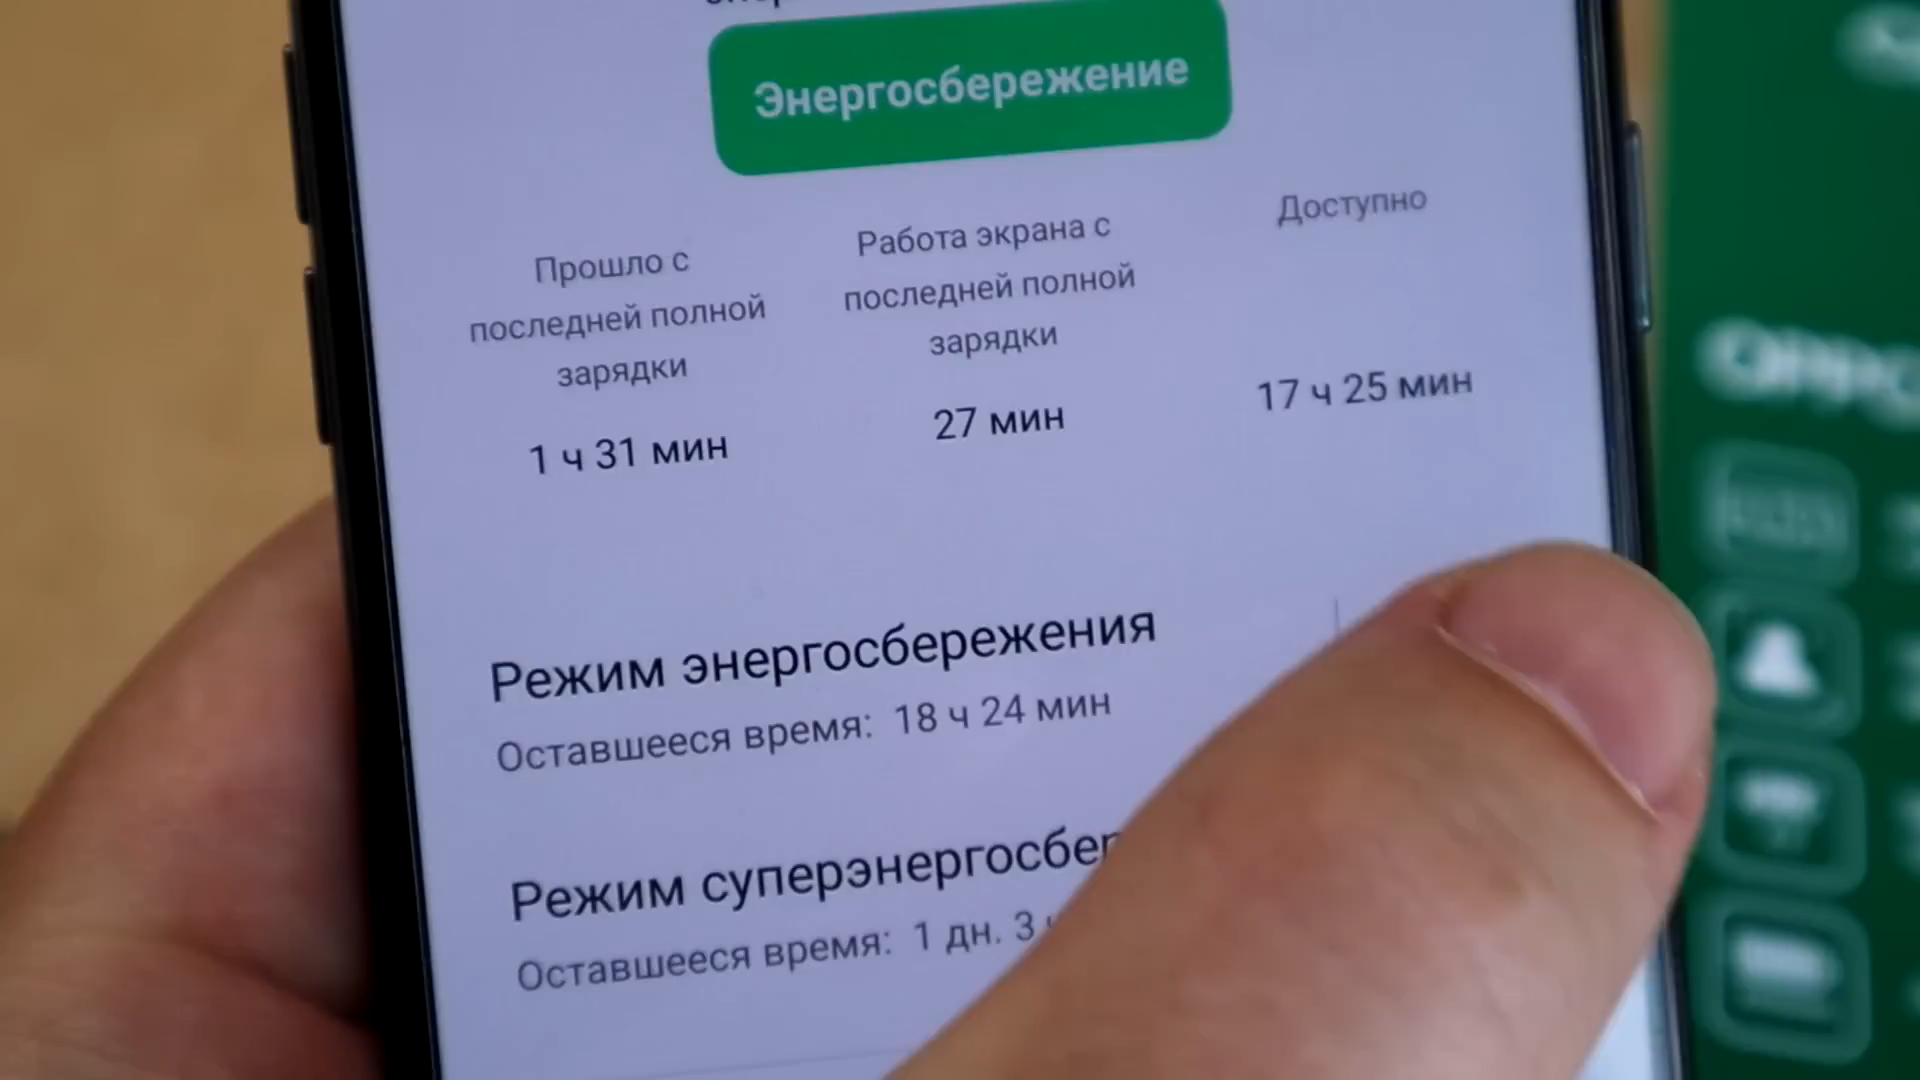 Энергосбережение
Прошло с
последней полной
зарядки
1 ч 31 мин
Работа экрана с
последней полной
зарядки
27 мин
Доступно
17 ч 25 мин
Режим энергосбережения
Оставшееся время: 18 ч 24 мин
Режим
Оставшееся время: 1 дн. 3